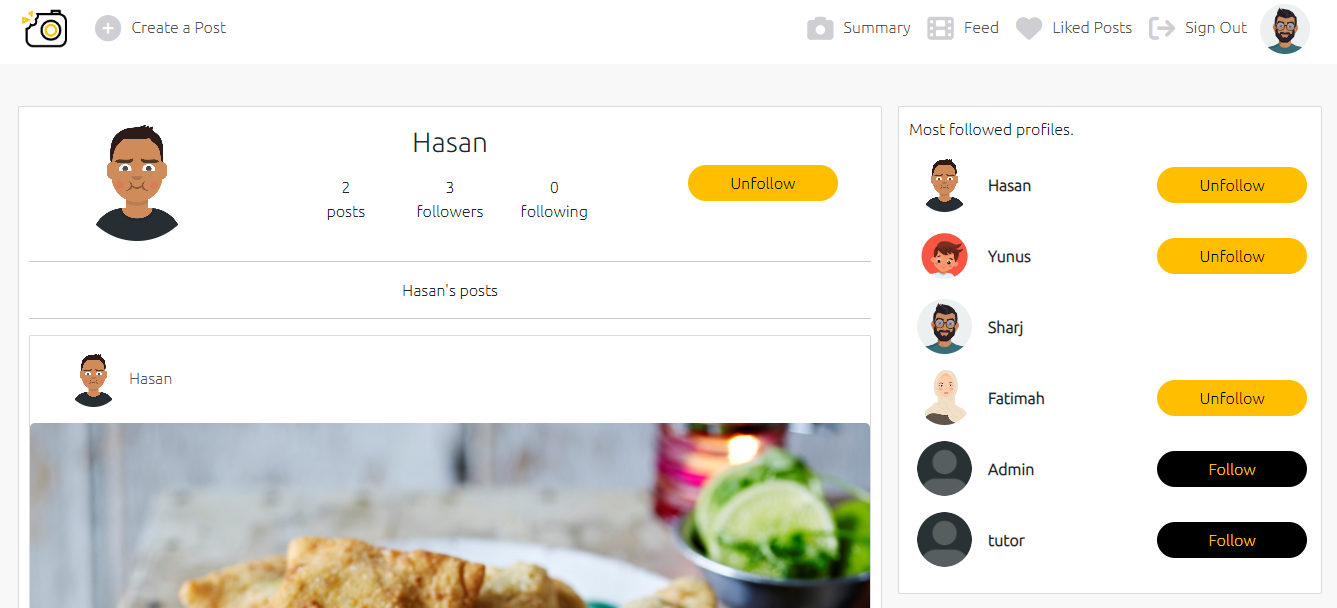 Create a Post
Summary
Feed
Liked Posts
Sign Out
Hasan
2 posts
3 followers
0 following
Unfollow
Hasan's posts
Hasan
Most followed profiles.
Hasan
Unfollow
Yunus
Unfollow
Sharj
Fatimah
Unfollow
Admin
Follow
tutor
Follow